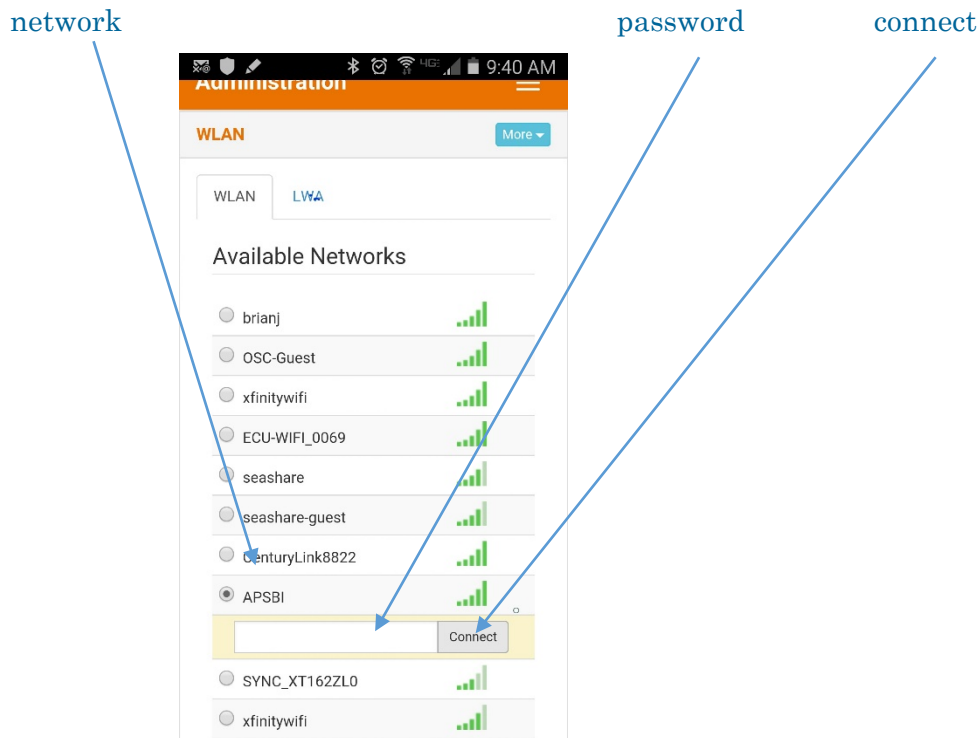 network password connect
4G 9:40 AM
Administration
WLAN More
WLAN LWA
Available Networks
brianj
OSC-Guest
xfinitywifi
ECU-WIFI_0069
seashare
seashare-guest
CenturyLink8822
APSBI
Connect
SYNC_XT162ZL0
xfinitywifi